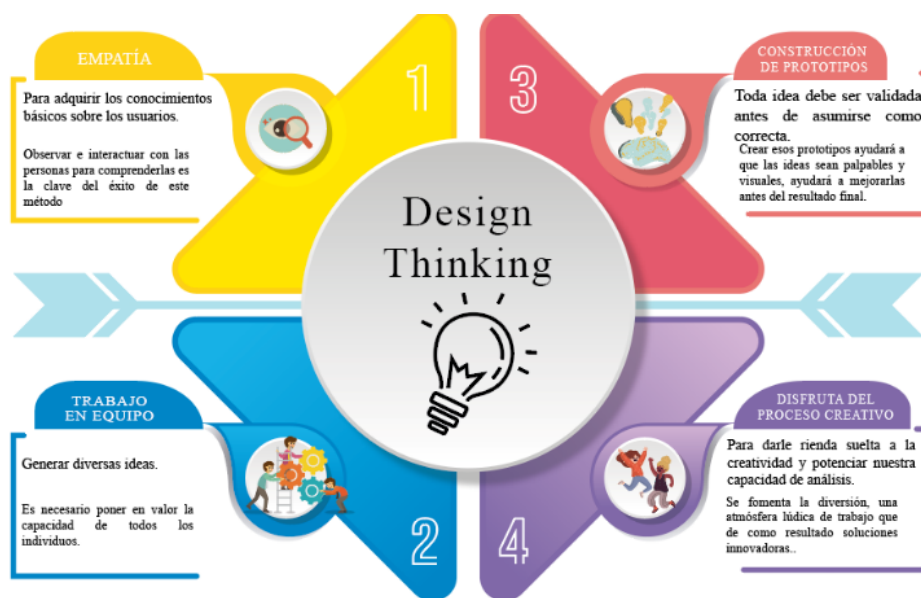 EMPATÍA
Para adquirir los conocimientos
básicos sobre los usuarios.
Observar e interactuar con las
personas para comprenderlas es
la clave del éxito de este
método
1
TRABAJO
EN EQUIPO
Generar diversas ideas.
Es necesario poner en valor la
capacidad de todos los
individuos.
2
Design
Thinking
3
CONSTRUCCIÓN
DE PROTOTIPOS
Toda idea debe ser validada
antes de asumirse como
correcta.
Crear esos prototipos ayudará a
que las ideas sean palpables y
visuales, ayudará a mejorarlas
antes del resultado final.
4
DISFRUTA DEL
PROCESO CREATIVO
Para darle rienda suelta a la
creatividad y potenciar nuestra
capacidad de análisis.
Se fomenta la diversión, una
atmósfera lúdica de trabajo que
de como resultado soluciones
innovadoras..